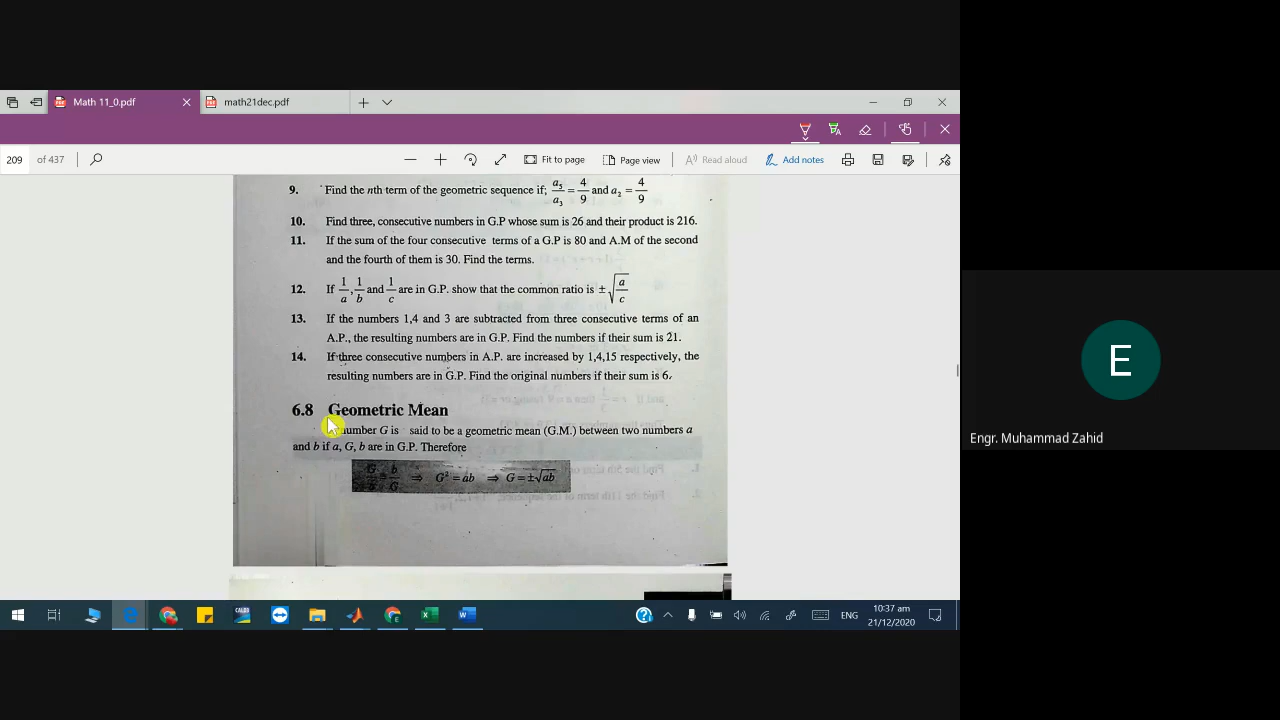 Math 11_0.pdf
math21dec.pdf
209 of 437
Fit to page
Page view
Read aloud
Add notes
9. Find the nth term of the geometric sequence if; a₅/a₃ = 4/9 and a₂ = 4/9
10. Find three, consecutive numbers in G.P whose sum is 26 and their product is 216.
11. If the sum of the four consecutive terms of a G.P is 80 and A.M of the second
and the fourth of them is 30. Find the terms.
12. If 1/a, 1/b and 1/c are in G.P. show that the common ratio is ±√(a/c)
13. If the numbers 1,4 and 3 are subtracted from three consecutive terms of an
A.P., the resulting numbers are in G.P. Find the numbers if their sum is 21.
14. If three consecutive numbers in A.P. are increased by 1,4,15 respectively, the
resulting numbers are in G.P. Find the original numbers if their sum is 6.
6.8 Geometric Mean
number G is said to be a geometric mean (G.M.) between two numbers a
and b if a, G, b are in G.P. Therefore
= b/G ⇒ G² = ab ⇒ G = ±√ab
E
Engr. Muhammad Zahid
ENG
10:37 am
21/12/2020